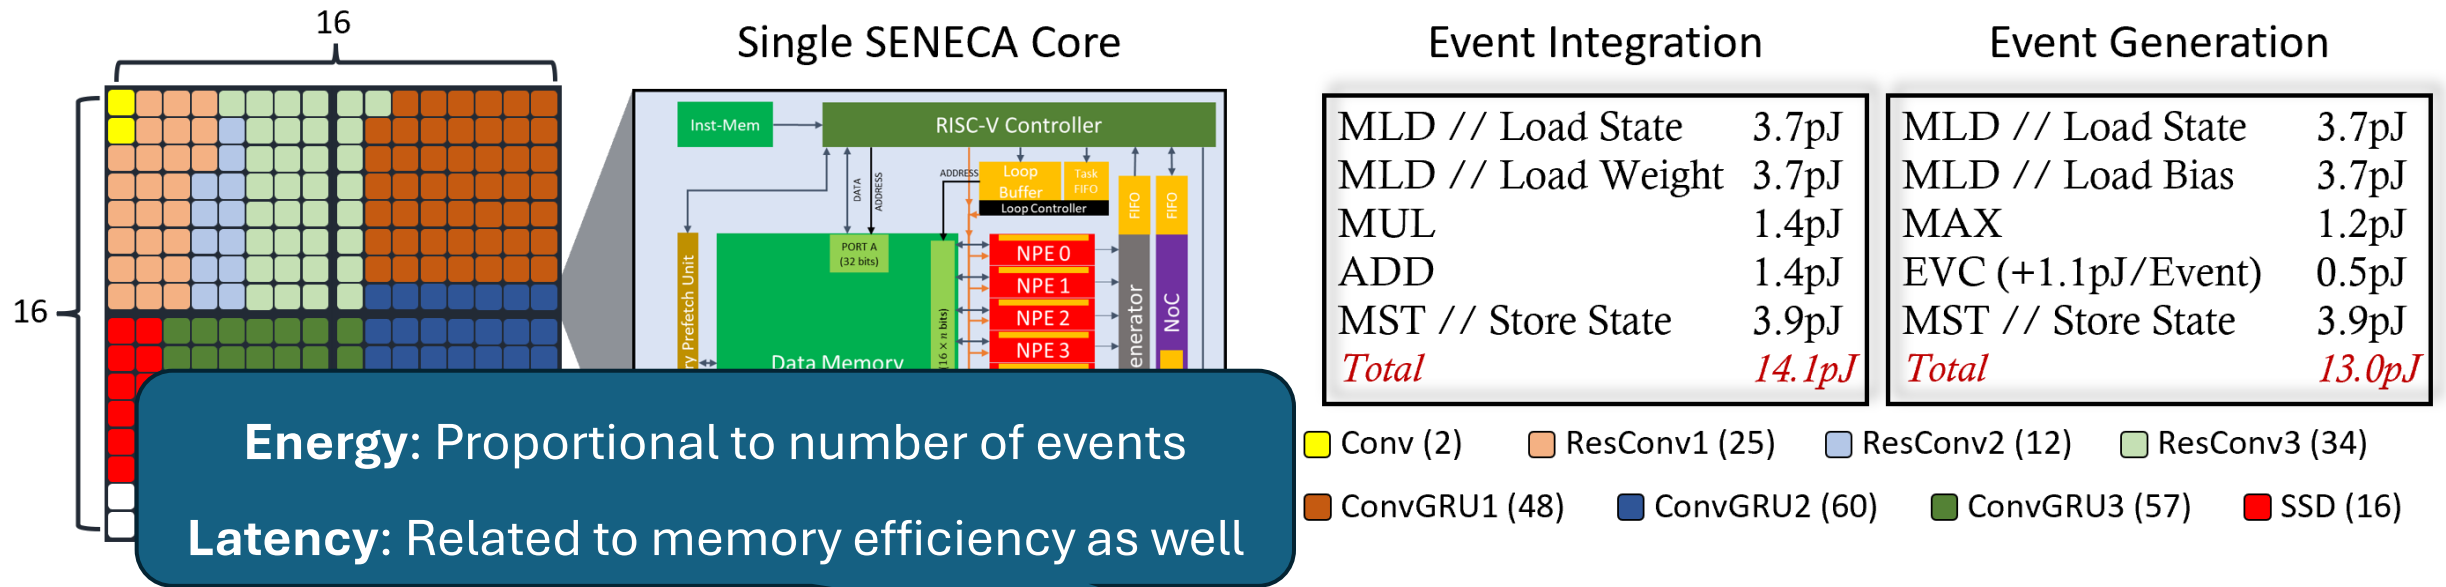 16
16
Single SENECA Core
Inst-Mem
RISC-V Controller
DATA
ADDRESS
ADDRESS
Loop
Buffer
Task
FIFO
Loop Controller
FIFO
FIFO
PORT A
(32 bits)
ry Prefetch Unit
Data Memory
(16 × n bits)
NPE 0
NPE 1
NPE 2
NPE 3
enerator
NoC
Event Integration
MLD // Load State 3.7pJ
MLD // Load Weight 3.7pJ
MUL 1.4pJ
ADD 1.4pJ
MST // Store State 3.9pJ
Total 14.1pJ
Event Generation
MLD // Load State 3.7pJ
MLD // Load Bias 3.7pJ
MAX 1.2pJ
EVC (+1.1pJ/Event) 0.5pJ
MST // Store State 3.9pJ
Total 13.0pJ
Conv (2) ResConv1 (25) ResConv2 (12) ResConv3 (34)
ConvGRU1 (48) ConvGRU2 (60) ConvGRU3 (57) SSD (16)
Energy: Proportional to number of events
Latency: Related to memory efficiency as well